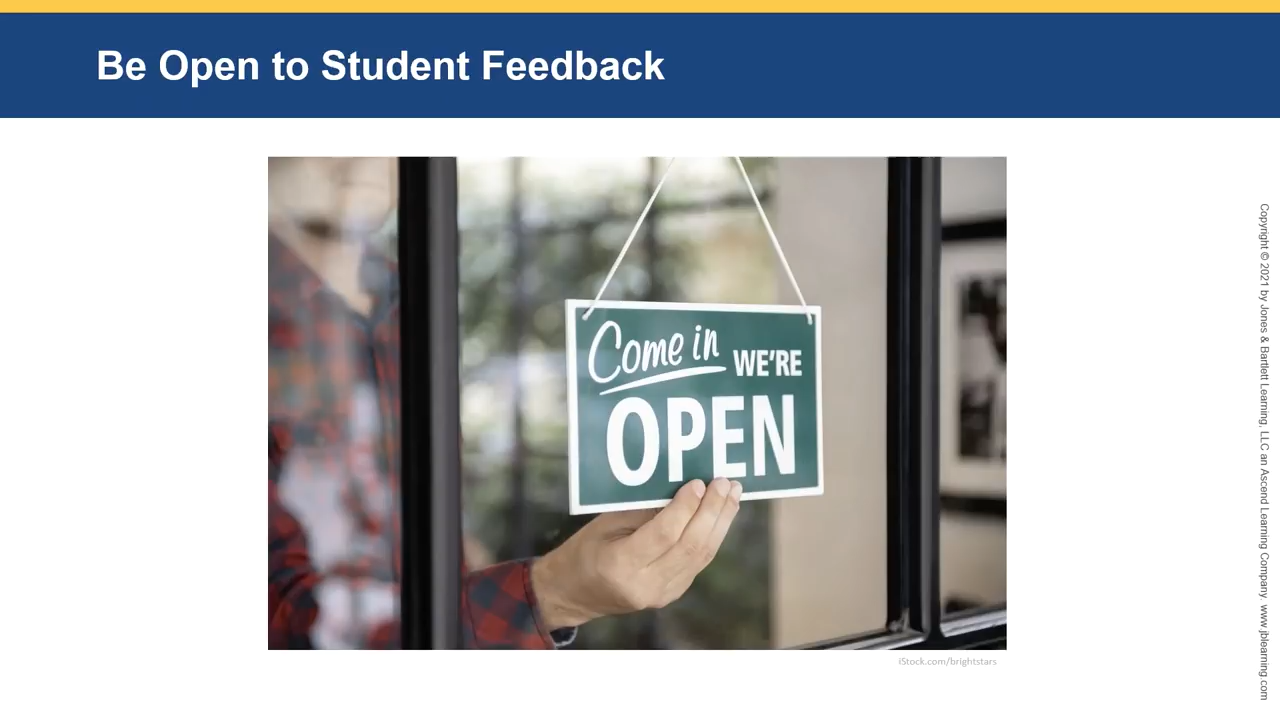 Be Open to Student Feedback
Come in WE'RE
OPEN
iStock.com/brightstars
Copyright © 2021 by Jones & Bartlett Learning, LLC an Ascend Learning Company. www.jblearning.com